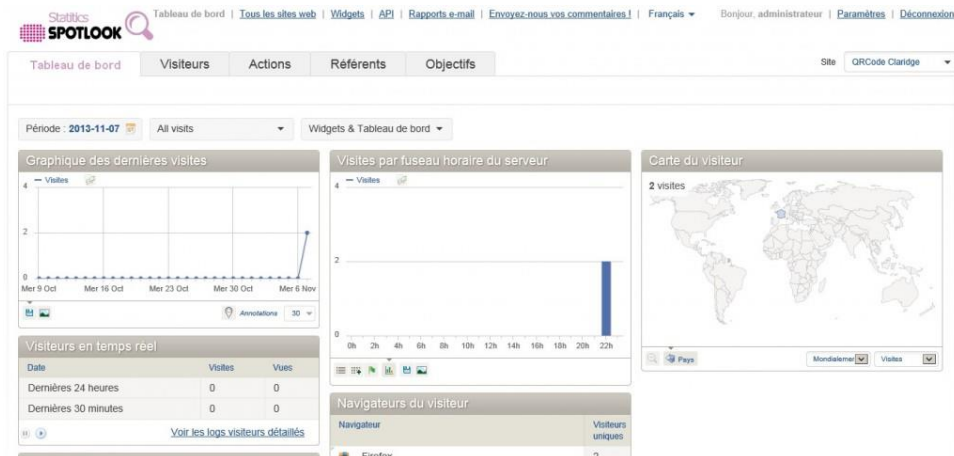 Statitics
SPOTLOOK
Tableau de bord | Tous les sites web | Widgets | API | Rapports e-mail | Envoyez-nous vos commentaires ! | Français
Bonjour, administrateur | Paramètres | Déconnexion
Tableau de bord Visiteurs Actions Référents Objectifs
Site QRCode Claridge
Période : 2013-11-07 All visits Widgets & Tableau de bord
Graphique des dernières visites
Visites
4
2
0
Mer 9 Oct Mer 16 Oct Mer 23 Oct Mer 30 Oct Mer 6 Nov
Annotations 30
Visiteurs en temps réel
Date Visites Vues
Dernières 24 heures 0 0
Dernières 30 minutes 0 0
Voir les logs visiteurs détaillés
Visites par fuseau horaire du serveur
Visites
4
2
0
0h 2h 4h 6h 8h 10h 12h 14h 16h 18h 20h 22h
Navigateurs du visiteur
Navigateur Visiteurs uniques
Firefox 2
Carte du visiteur
2 visites
Pays
Mondialemer Visites